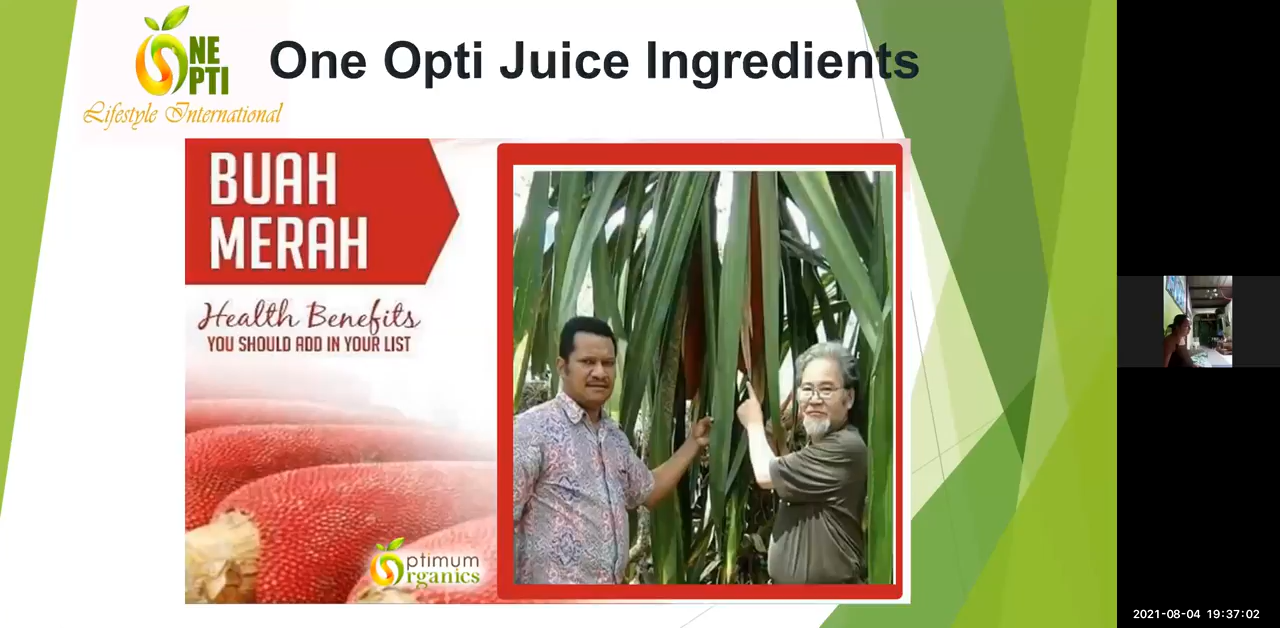 ONE
OPTI
Lifestyle International
One Opti Juice Ingredients
BUAH
MERAH
Health Benefits
YOU SHOULD ADD IN YOUR LIST
Optimum
Organics
2021-08-04 19:37:02